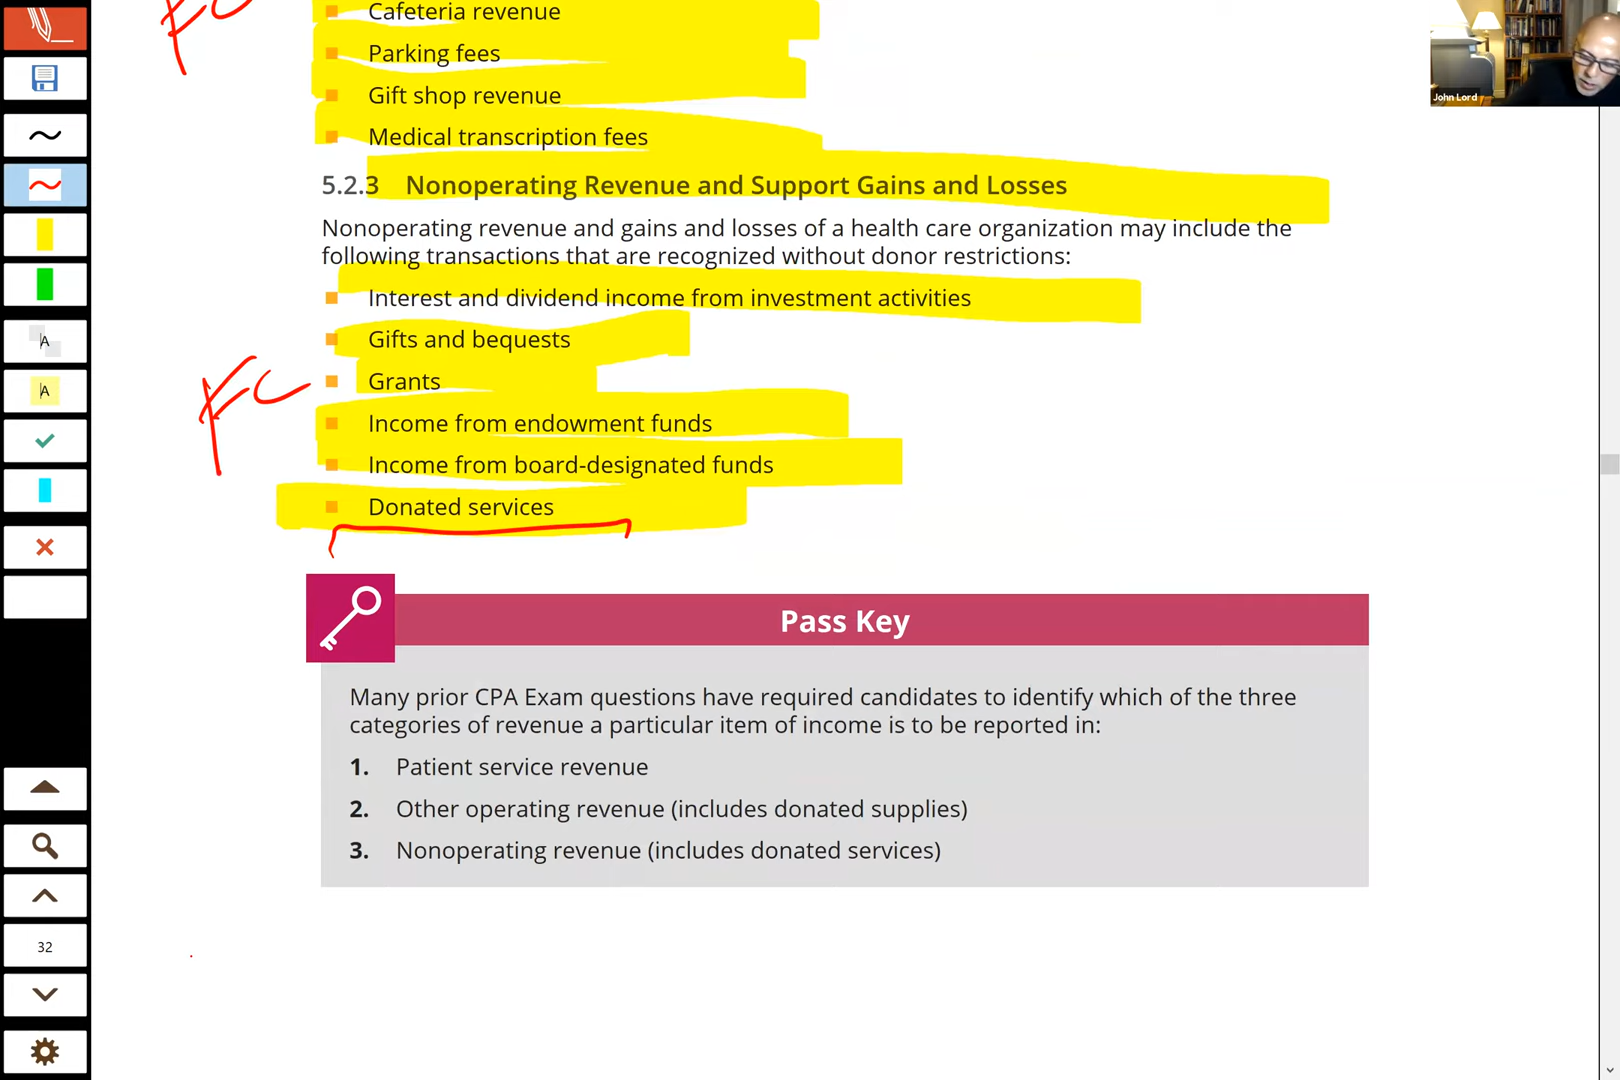 FC
Cafeteria revenue
John Lord
Parking fees
Gift shop revenue
Medical transcription fees
5.2.3 Nonoperating Revenue and Support Gains and Losses
Nonoperating revenue and gains and losses of a health care organization may include the
following transactions that are recognized without donor restrictions:
Interest and dividend income from investment activities
Gifts and bequests
FC
Grants
Income from endowment funds
Income from board-designated funds
Donated services
Pass Key
Many prior CPA Exam questions have required candidates to identify which of the three
categories of revenue a particular item of income is to be reported in:
1. Patient service revenue
2. Other operating revenue (includes donated supplies)
3. Nonoperating revenue (includes donated services)
A
A
32